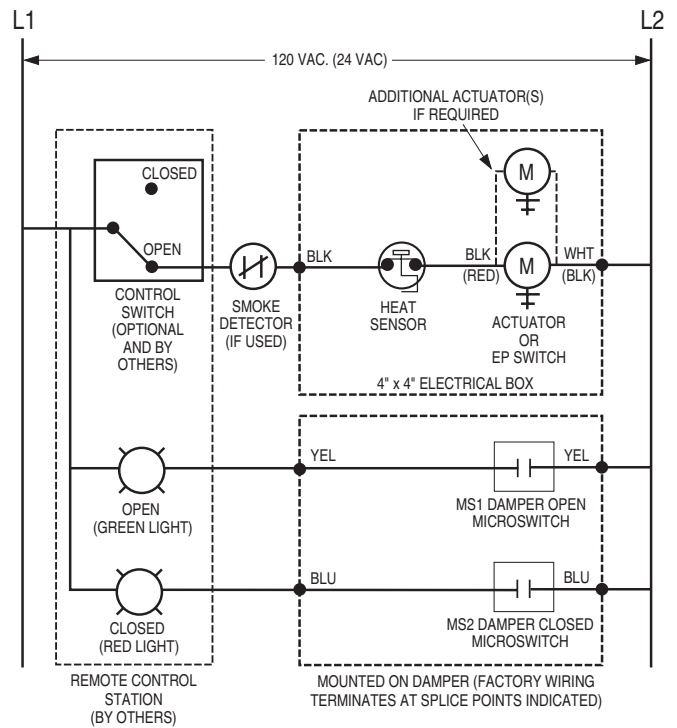 L1
L2
120 VAC. (24 VAC)
ADDITIONAL ACTUATOR(S)
IF REQUIRED
CLOSED
OPEN
M
M
BLK
BLK
(RED)
WHT
(BLK)
CONTROL
SWITCH
(OPTIONAL
AND BY
OTHERS)
SMOKE
DETECTOR
(IF USED)
HEAT
SENSOR
ACTUATOR
OR
EP SWITCH
4" x 4" ELECTRICAL BOX
YEL
YEL
OPEN
(GREEN LIGHT)
MS1 DAMPER OPEN
MICROSWITCH
BLU
BLU
CLOSED
(RED LIGHT)
MS2 DAMPER CLOSED
MICROSWITCH
REMOTE CONTROL
STATION
(BY OTHERS)
MOUNTED ON DAMPER (FACTORY WIRING
TERMINATES AT SPLICE POINTS INDICATED)